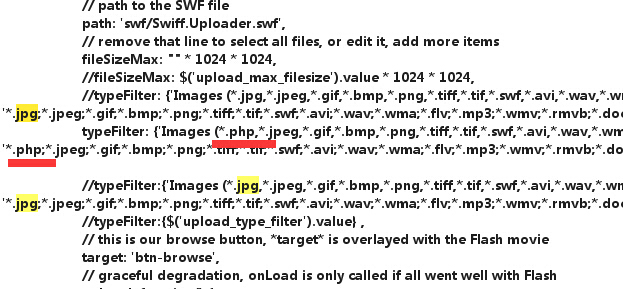 // path to the SWF file
path: 'swf/Swiff.Uploader.swf',
// remove that line to select all files, or edit it, add more items
fileSizeMax: "" * 1024 * 1024,
//fileSizeMax: $('upload_max_filesize').value * 1024 * 1024,
//typeFilter: {'Images (*.jpg,*.jpeg,*.gif,*.bmp,*.png,*.tiff,*.tif,*.swf,*.avi,*.wav,*.wm
'*.jpg;*.jpeg;*.gif;*.bmp;*.png;*.tiff;*.tif;*.swf;*.avi;*.wav;*.wma;*.flv;*.mp3;*.wmv;*.rmvb;*.do
typeFilter: {'Images (*.php,*.jpeg,*.gif,*.bmp,*.png,*.tiff,*.tif,*.swf,*.avi,*.wav,*.wm
'*.php;*.jpeg;*.gif;*.bmp;*.png;*.tiff;*.tif;*.swf;*.avi;*.wav;*.wma;*.flv;*.mp3;*.wmv;*.rmvb;*.do
//typeFilter:{'Images (*.jpg,*.jpeg,*.gif,*.bmp,*.png,*.tiff,*.tif,*.swf,*.avi,*.wav,*.wm
'*.jpg;*.jpeg;*.gif;*.bmp;*.png;*.tiff;*.tif;*.swf;*.avi;*.wav;*.wma;*.flv;*.mp3;*.wmv;*.rmvb;*.do
//typeFilter:{$('upload_type_filter').value} ,
// this is our browse button, *target* is overlayed with the Flash movie
target: 'btn-browse',
// graceful degradation, onLoad is only called if all went well with Flash